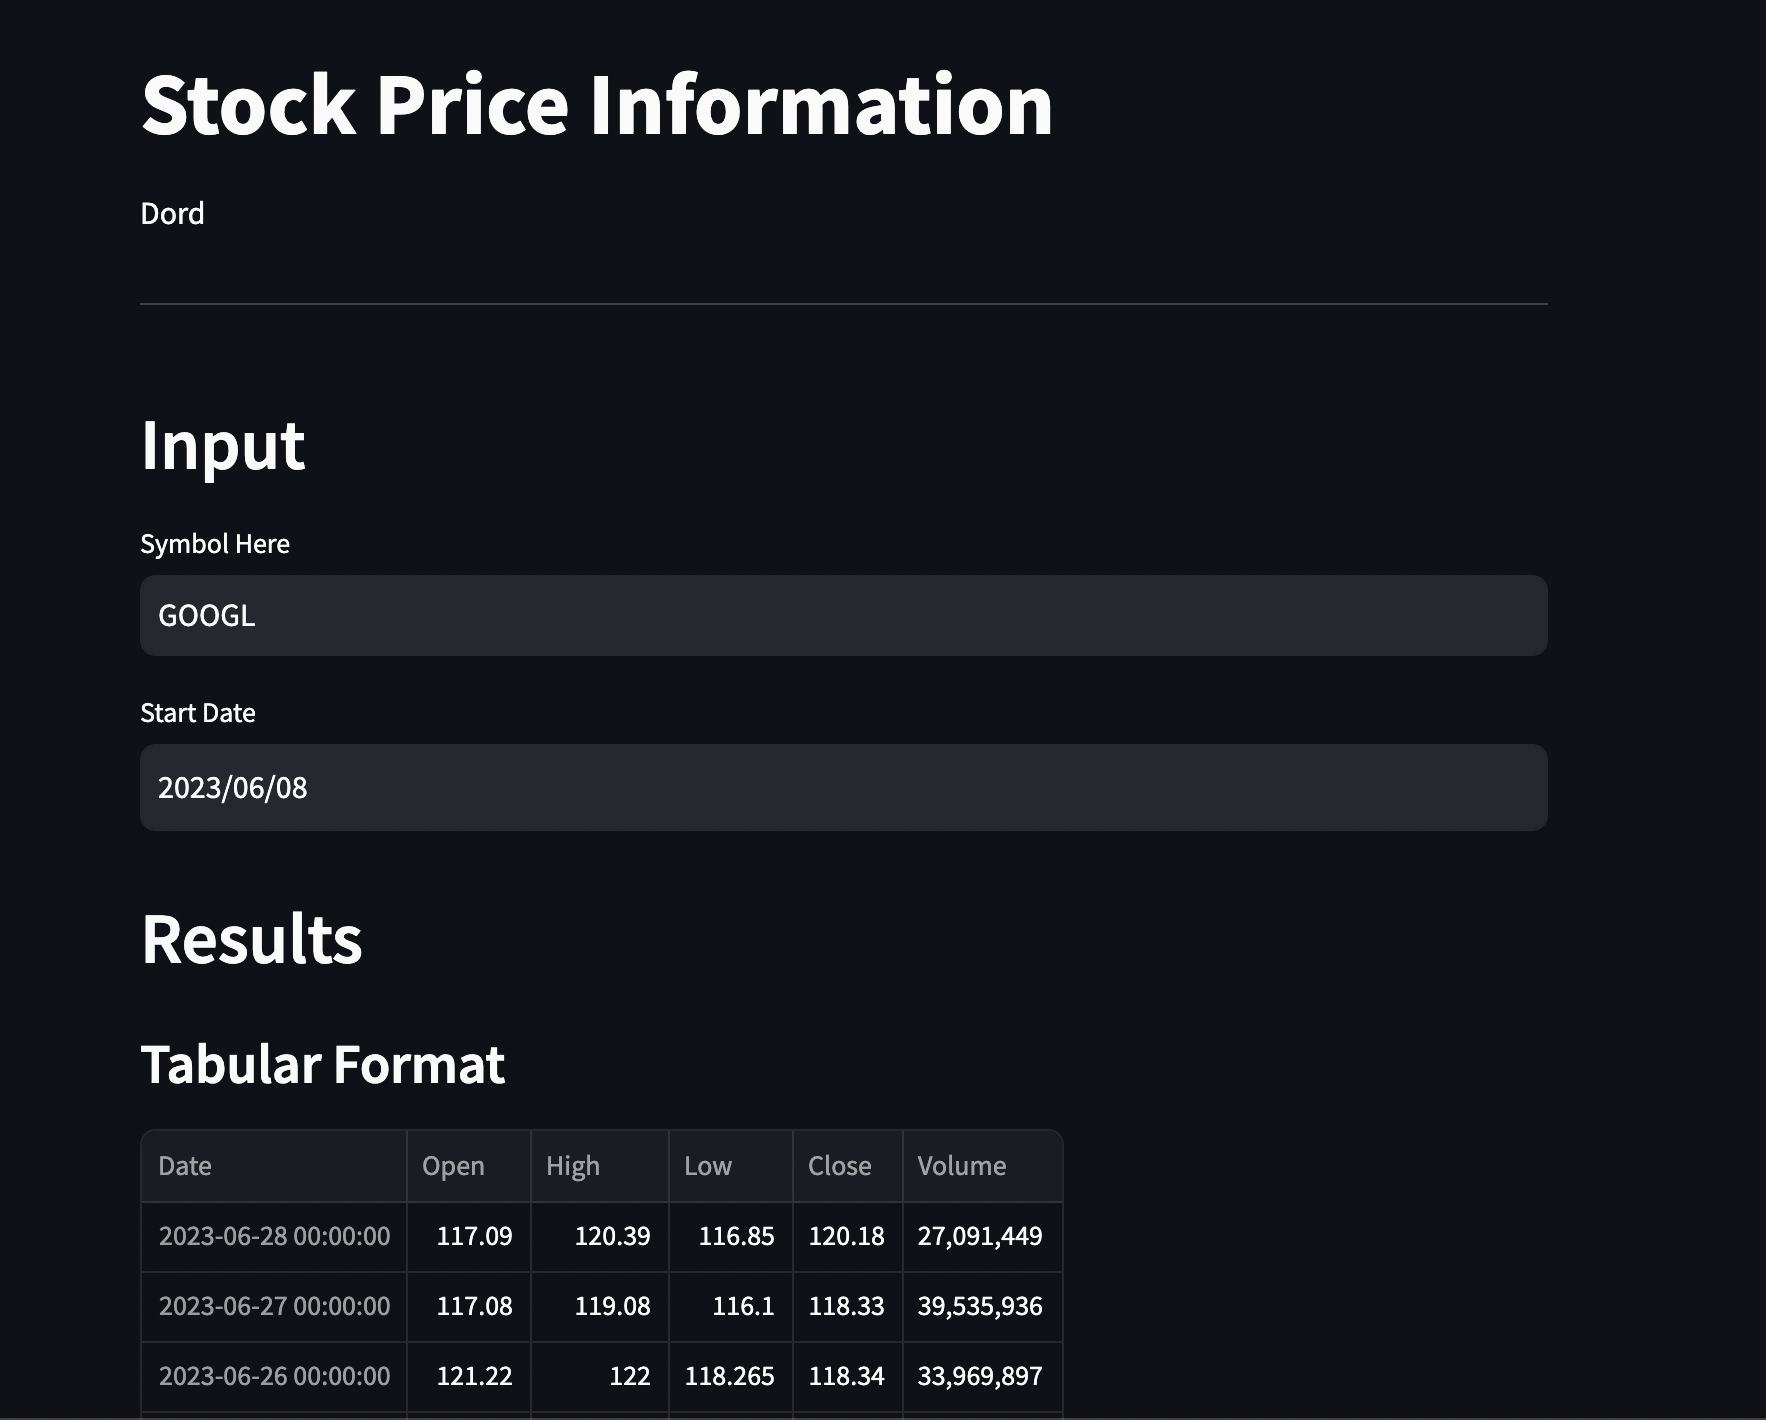 Stock Price Information
Dord
Input
Symbol Here
GOOGL
Start Date
2023/06/08
Results
Tabular Format
Date Open High Low Close Volume
2023-06-28 00:00:00 117.09 120.39 116.85 120.18 27,091,449
2023-06-27 00:00:00 117.08 119.08 116.1 118.33 39,535,936
2023-06-26 00:00:00 121.22 122 118.265 118.34 33,969,897